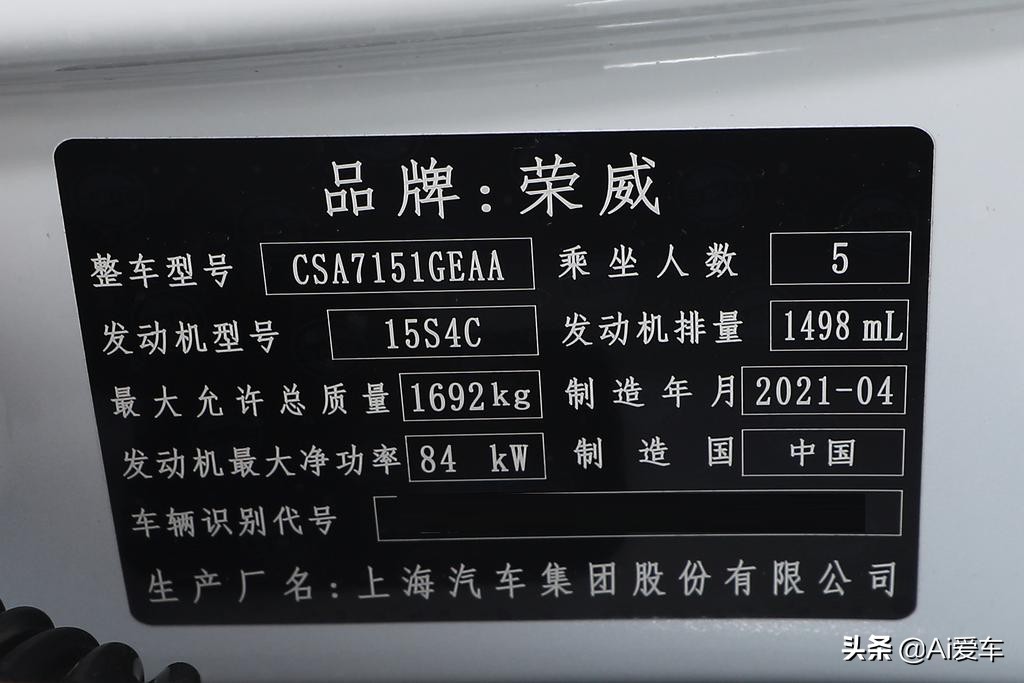 品牌：荣威
整车型号 CSA7151GEAA 乘坐人数 5
发动机型号 15S4C 发动机排量 1498 mL
最大允许总质量 1692kg 制造年月 2021-04
发动机最大净功率 84 kW 制造国 中国
车辆识别代号
生产厂名：上海汽车集团股份有限公司
头条 @Ai爱车